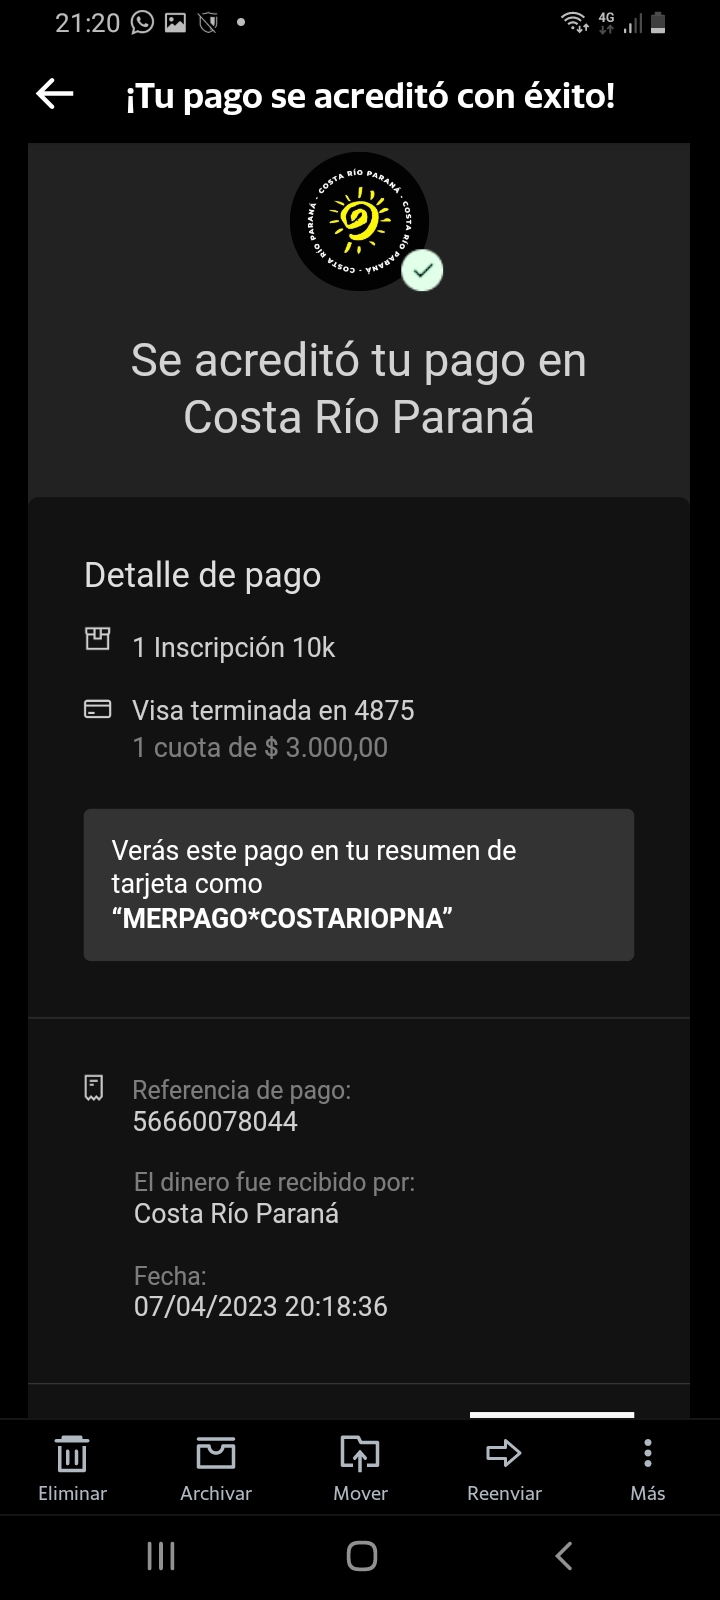 21:20
4G
¡Tu pago se acreditó con éxito!
COSTA RÍO PARANÁ · COSTA RÍO PARANÁ · COSTA RÍO PARANÁ ·
Se acreditó tu pago en
Costa Río Paraná
Detalle de pago
1 Inscripción 10k
Visa terminada en 4875
1 cuota de $ 3.000,00
Verás este pago en tu resumen de
tarjeta como
“MERPAGO*COSTARIOPNA”
Referencia de pago:
56660078044
El dinero fue recibido por:
Costa Río Paraná
Fecha:
07/04/2023 20:18:36
Eliminar
Archivar
Mover
Reenviar
Más